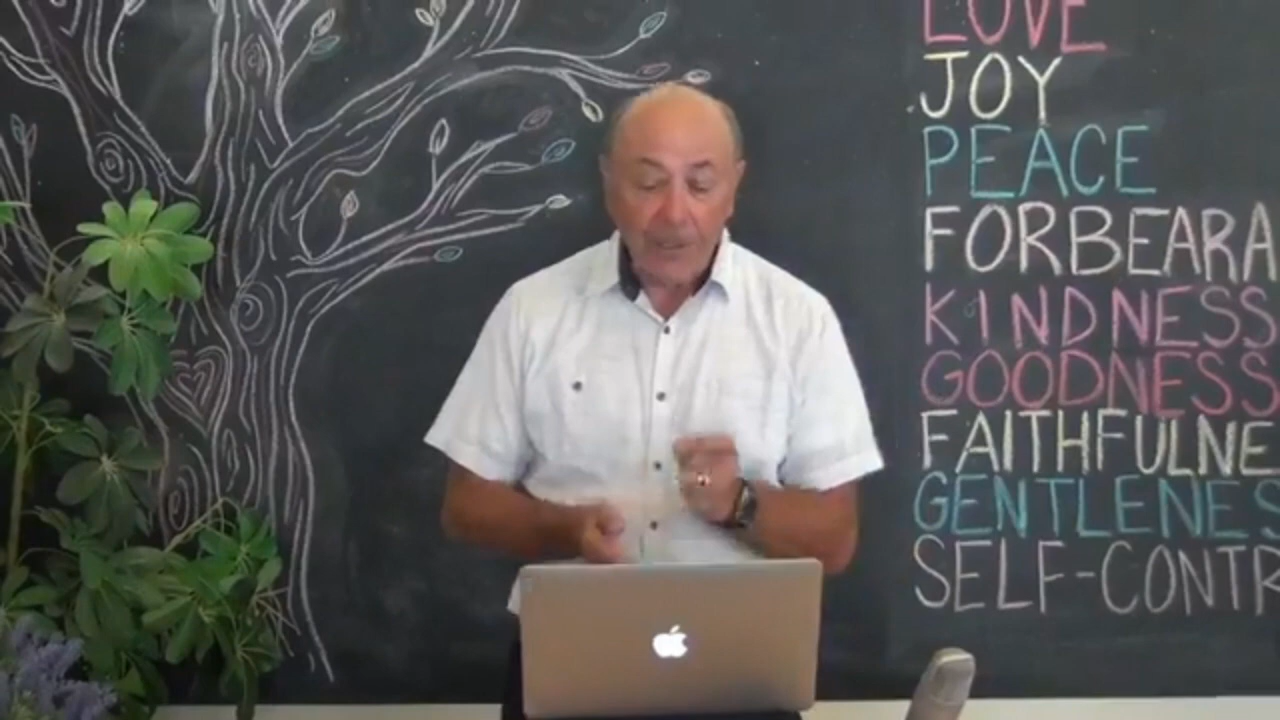 LOVE
JOY
PEACE
FORBEARA
KINDNESS
GOODNESS
FAITHFULNE
GENTLENES
SELF-CONTR